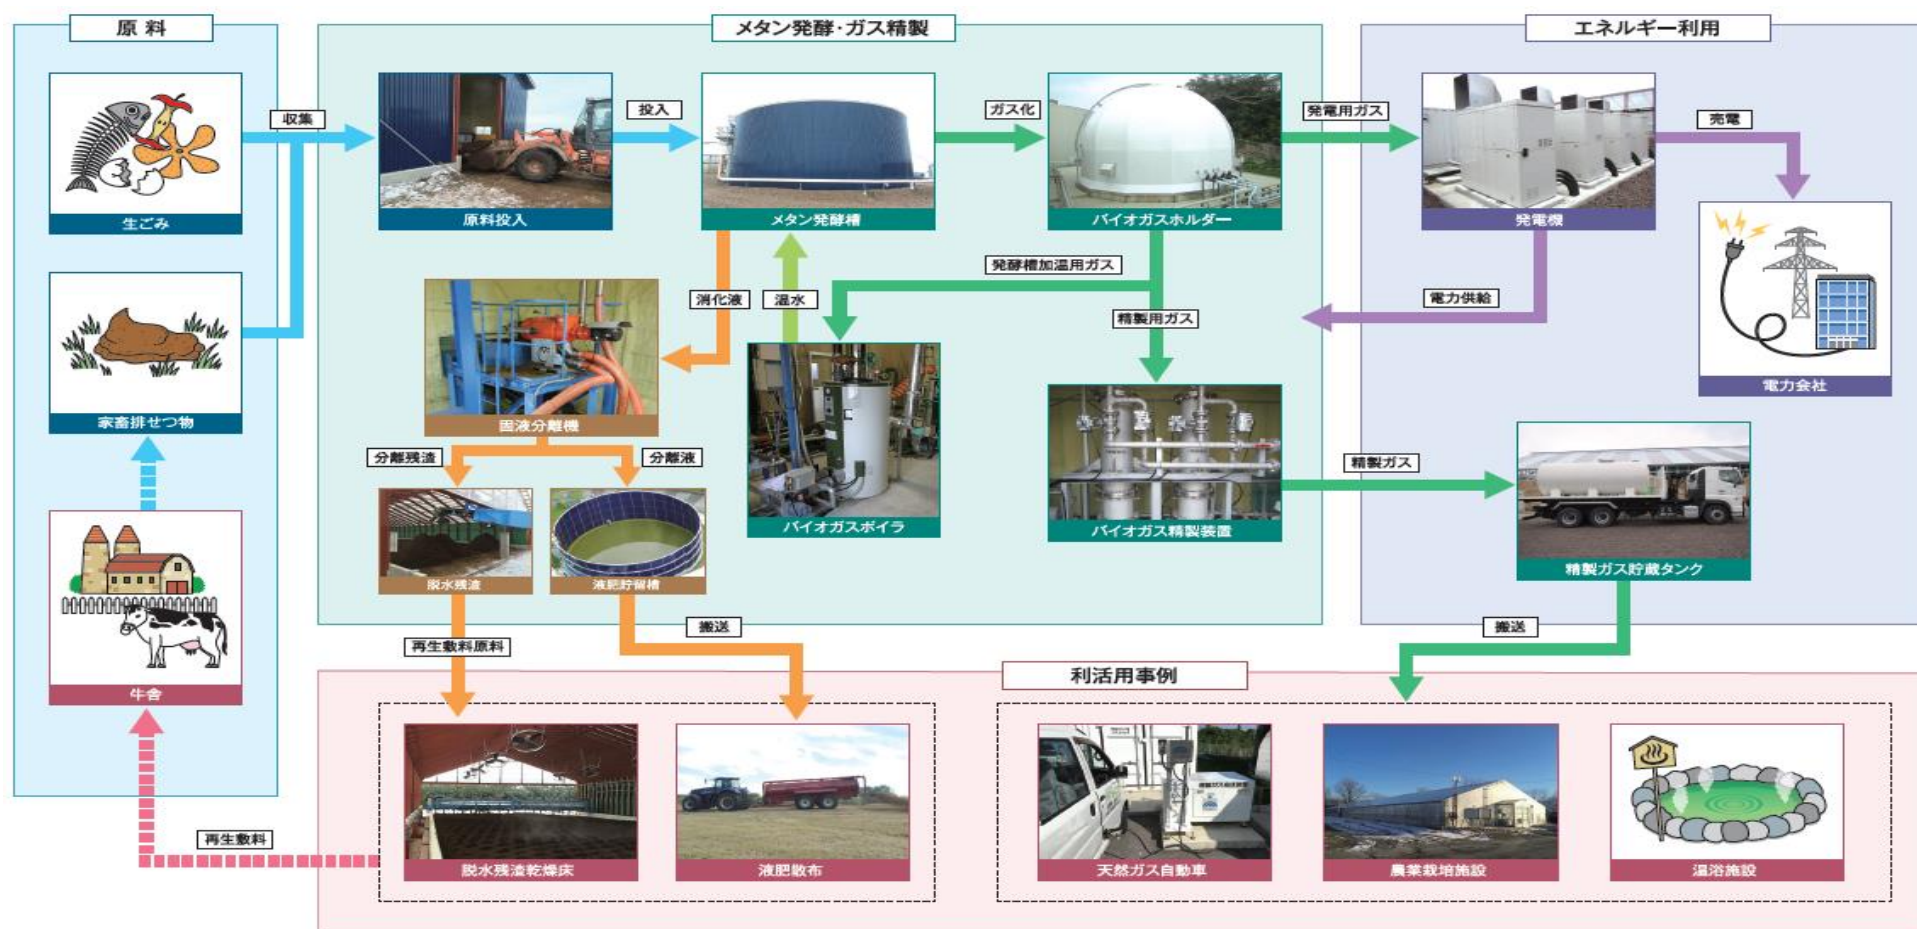 原 料
メタン発酵・ガス精製
エネルギー利用
生ごみ
収集
原料投入
投入
メタン発酵槽
ガス化
バイオガスホルダー
発電用ガス
発電機
売電
電力会社
電力供給
家畜排せつ物
牛舎
消化液
温水
発酵槽加温用ガス
精製用ガス
固液分離機
分離残渣
分離液
脱水残渣
液肥貯留槽
バイオガスボイラ
バイオガス精製装置
精製ガス
精製ガス貯蔵タンク
再生敷料原料
搬送
搬送
利活用事例
再生敷料
脱水残渣乾燥床
液肥散布
天然ガス自動車
農業栽培施設
温浴施設